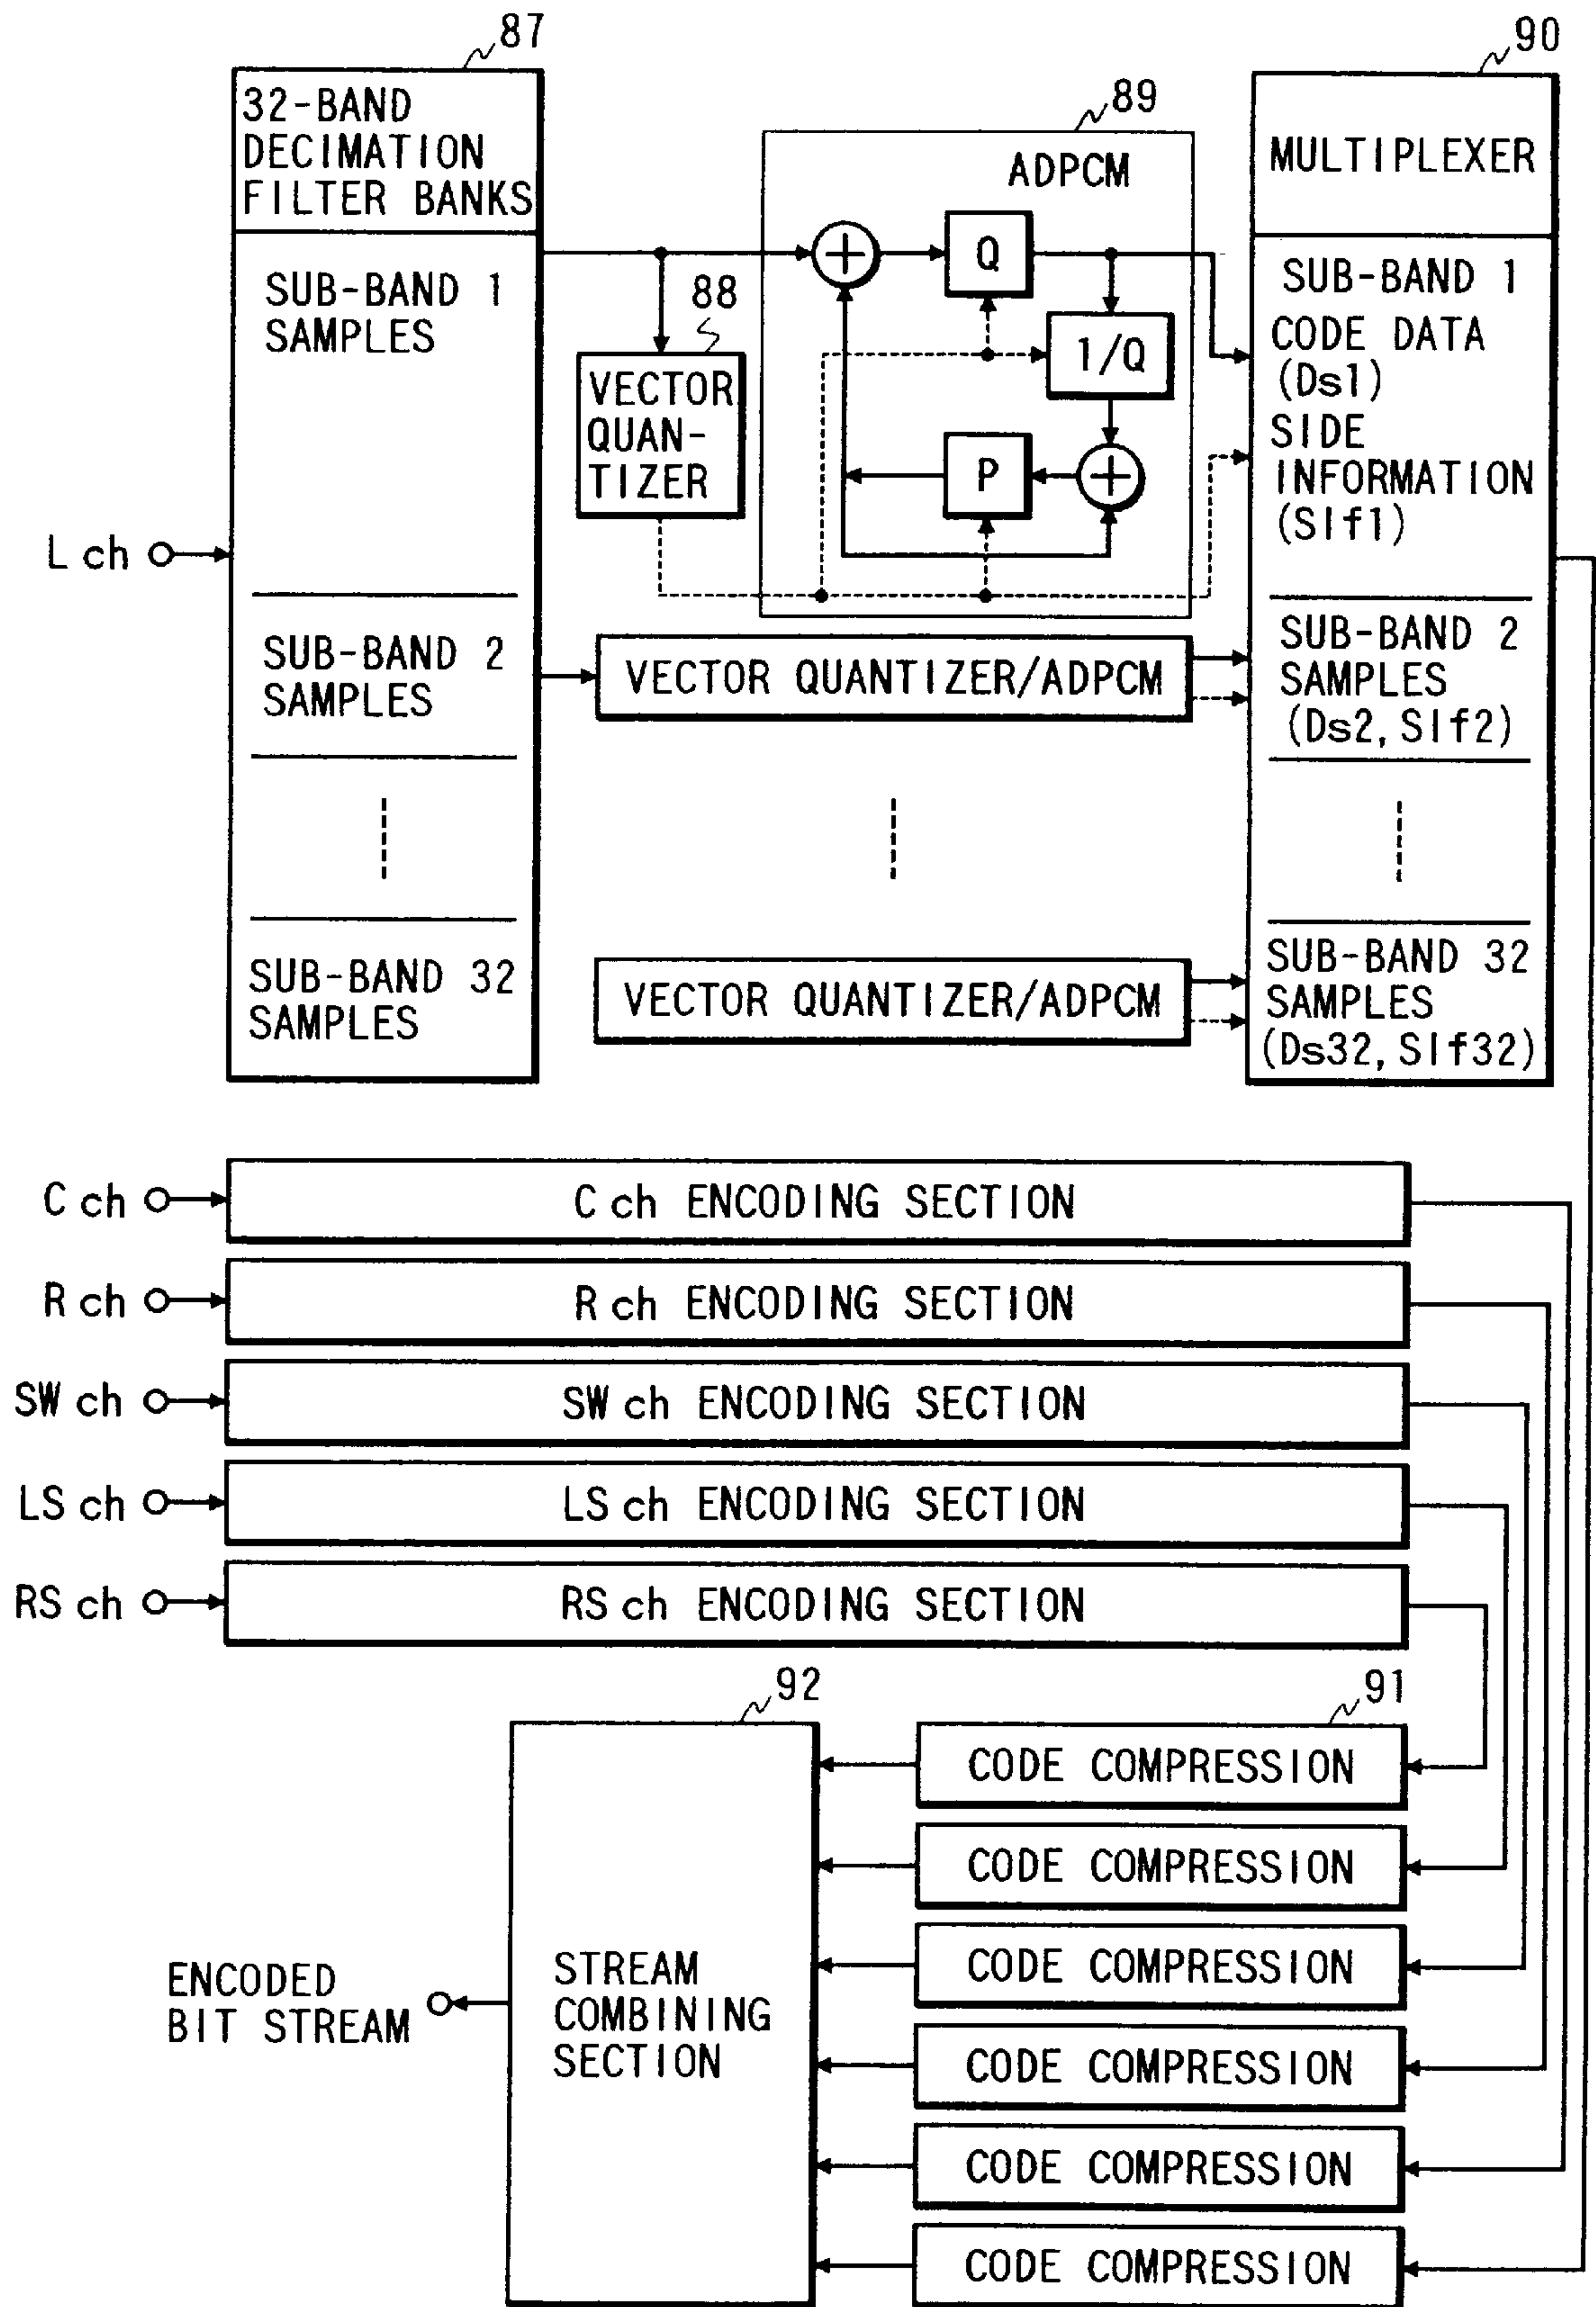 87
32-BAND
DECIMATION
FILTER BANKS
SUB-BAND 1
SAMPLES
L ch
SUB-BAND 2
SAMPLES
SUB-BAND 32
SAMPLES
88
VECTOR
QUAN-
TIZER
89
ADPCM
+
Q
1/Q
P
+
VECTOR QUANTIZER/ADPCM
VECTOR QUANTIZER/ADPCM
90
MULTIPLEXER
SUB-BAND 1
CODE DATA
(Ds1)
SIDE
INFORMATION
(SIf1)
SUB-BAND 2
SAMPLES
(Ds2, SIf2)
SUB-BAND 32
SAMPLES
(Ds32, SIf32)
C ch
C ch ENCODING SECTION
R ch
R ch ENCODING SECTION
SW ch
SW ch ENCODING SECTION
LS ch
LS ch ENCODING SECTION
RS ch
RS ch ENCODING SECTION
92
91
CODE COMPRESSION
CODE COMPRESSION
CODE COMPRESSION
CODE COMPRESSION
CODE COMPRESSION
CODE COMPRESSION
STREAM
COMBINING
SECTION
ENCODED
BIT STREAM